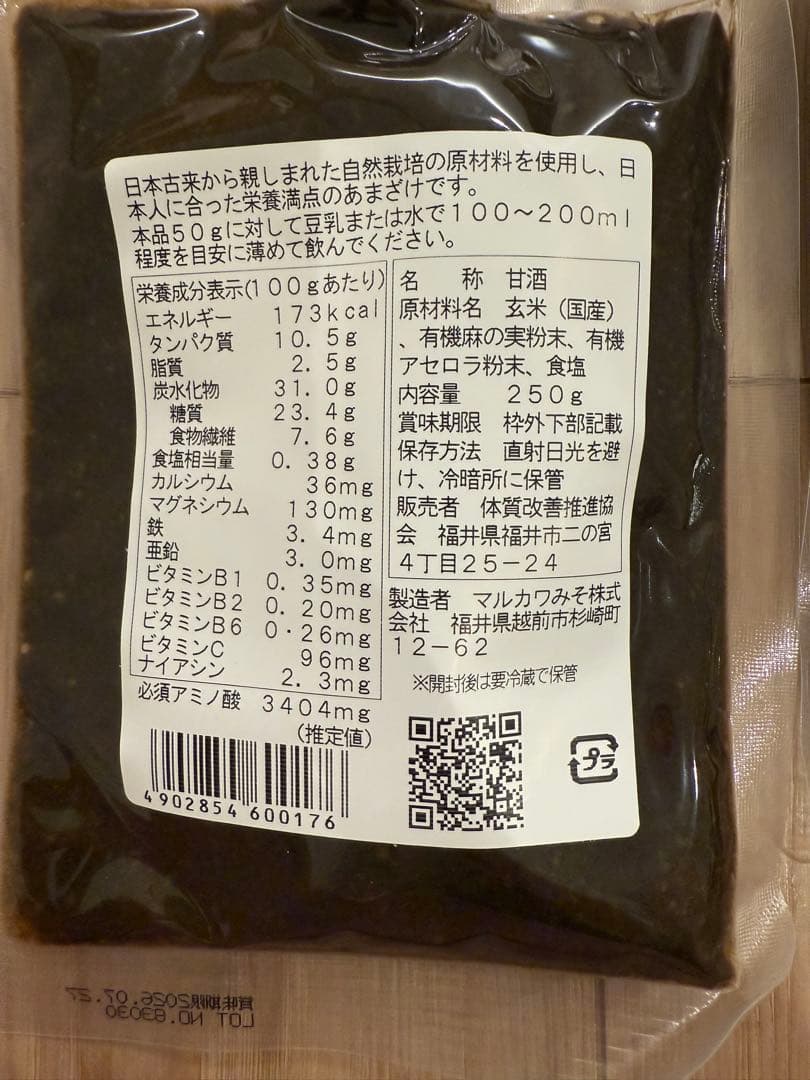 日本古来から親しまれた自然栽培の原材料を使用し、日
本人に合った栄養満点のあまざけです。
本品50gに対して豆乳または水で100〜200ml
程度を目安に薄めて飲んでください。
栄養成分表示(100gあたり)
エネルギー 173kcal
タンパク質 10.5g
脂質 2.5g
炭水化物 31.0g
糖質 23.4g
食物繊維 7.6g
食塩相当量 0.38g
カルシウム 36mg
マグネシウム 130mg
鉄 3.4mg
亜鉛 3.0mg
ビタミンB1 0.35mg
ビタミンB2 0.20mg
ビタミンB6 0.26mg
ビタミンC 96mg
ナイアシン 2.3mg
必須アミノ酸 3404mg
(推定値)
名 称 甘酒
原材料名 玄米(国産)
、有機麻の実粉末、有機
アセロラ粉末、食塩
内容量 250g
賞味期限 枠外下部記載
保存方法 直射日光を避
け、冷暗所に保管
販売者 体質改善推進協
会 福井県福井市二の宮
4丁目25-24
製造者 マルカワみそ株式
会社 福井県越前市杉崎町
12-62
※開封後は要冷蔵で保管
プラ
4902854 600176
賞味期限2026.07.27
LOT NO.83030